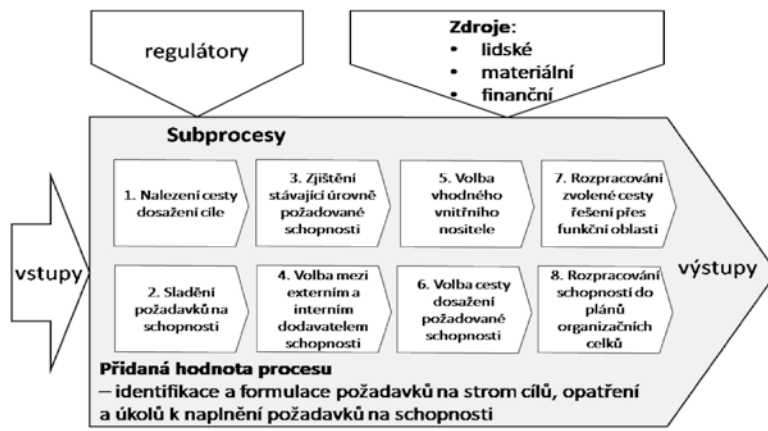 regulátory
Zdroje:
• lidské
• materiální
• finanční
Subprocesy
1. Nalezení cesty
dosažení cíle
3. Zjištění
stávající úrovně
požadované
schopnosti
5. Volba
vhodného
vnitřního
nositele
7. Rozpracování
zvolené cesty
řešení přes
funkční oblasti
vstupy
výstupy
2. Sladění
požadavků na
schopnosti
4. Volba mezi
externím a
interním
dodavatelem
schopnosti
6. Volba cesty
dosažení
požadované
schopnosti
8. Rozpracování
schopností do
plánů
organizačních
celků
Přidaná hodnota procesu
– identifikace a formulace požadavků na strom cílů, opatření
a úkolů k naplnění požadavků na schopnosti